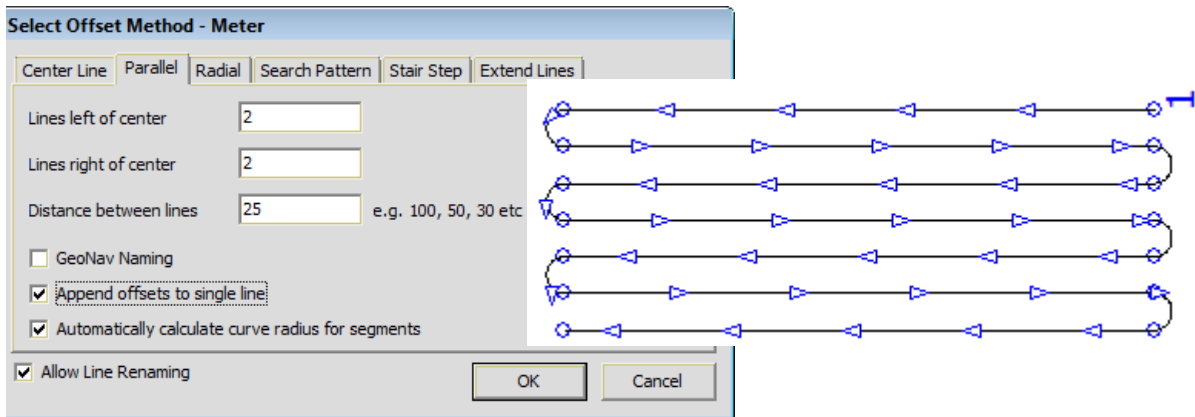 Select Offset Method - Meter
Center Line Parallel Radial Search Pattern Stair Step Extend Lines
Lines left of center 2
Lines right of center 2
Distance between lines 25 e.g. 100, 50, 30 etc
GeoNav Naming
Append offsets to single line
Automatically calculate curve radius for segments
Allow Line Renaming
OK Cancel
1